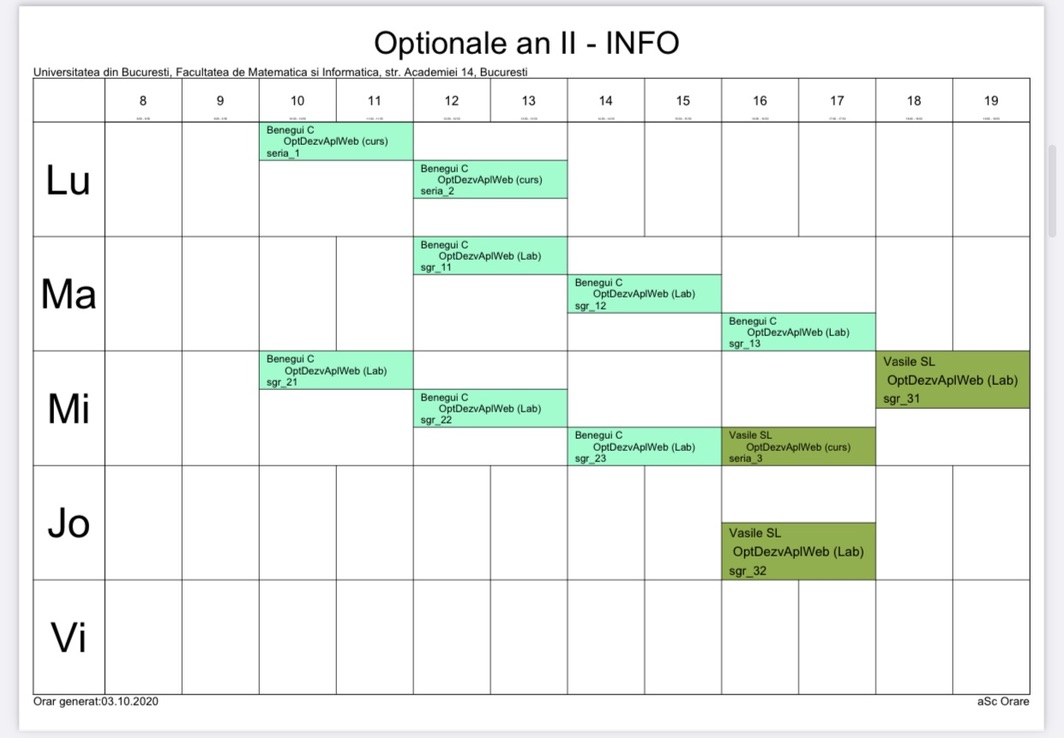 Optionale an II - INFO
Universitatea din Bucuresti, Facultatea de Matematica si Informatica, str. Academiei 14, Bucuresti
8 9 10 11 12 13 14 15 16 17 18 19
Lu
Benegui C
OptDezvAplWeb (curs)
seria_1
Benegui C
OptDezvAplWeb (curs)
seria_2
Ma
Benegui C
OptDezvAplWeb (Lab)
sgr_11
Benegui C
OptDezvAplWeb (Lab)
sgr_12
Benegui C
OptDezvAplWeb (Lab)
sgr_13
Mi
Benegui C
OptDezvAplWeb (Lab)
sgr_21
Benegui C
OptDezvAplWeb (Lab)
sgr_22
Benegui C
OptDezvAplWeb (Lab)
sgr_23
Vasile SL
OptDezvAplWeb (curs)
seria_3
Vasile SL
OptDezvAplWeb (Lab)
sgr_31
Jo
Vasile SL
OptDezvAplWeb (Lab)
sgr_32
Vi
Orar generat:03.10.2020
aSc Orare